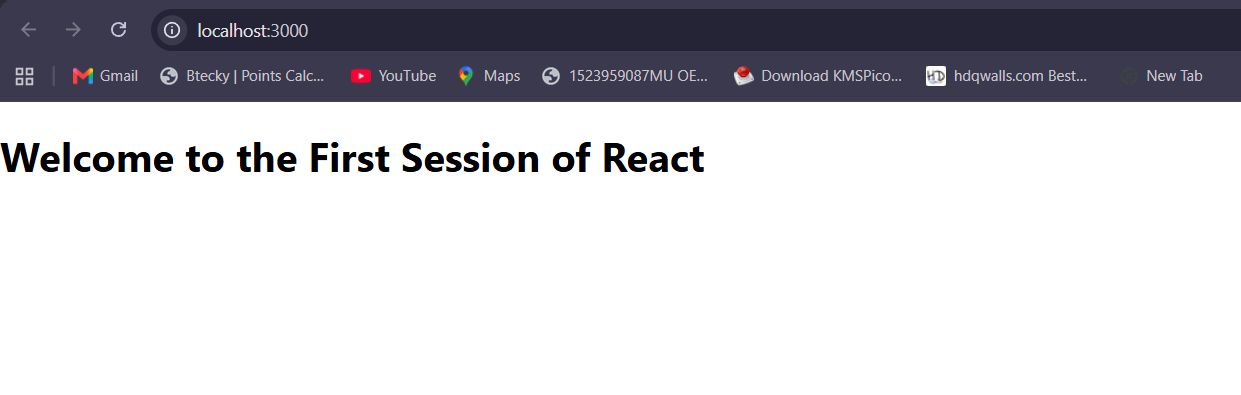 localhost:3000
Gmail Btecky | Points Calc... YouTube Maps 1523959087MU OE... Download KMSPico... hdqwalls.com Best... New Tab
Welcome to the First Session of React